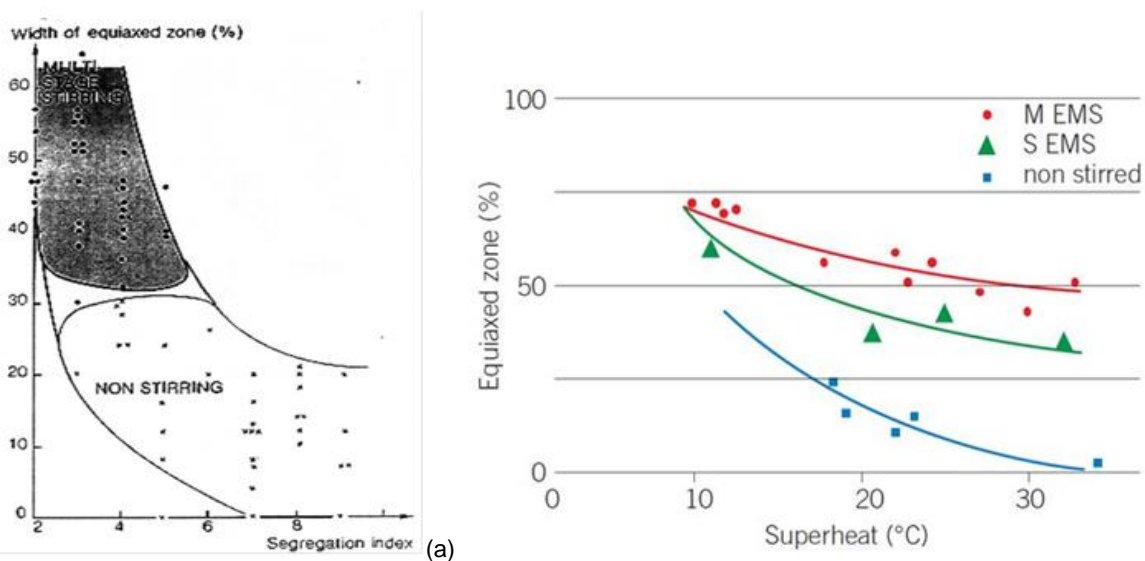 Width of equiaxed zone (%)
MULTI
STAGE
STIRRING
60
50
40
30
20
10
0
NON STIRRING
2 4 6 8
Segregation index
(a)
100
M EMS
S EMS
non stirred
50
0
Equiaxed zone (%)
0 10 20 30
Superheat (°C)